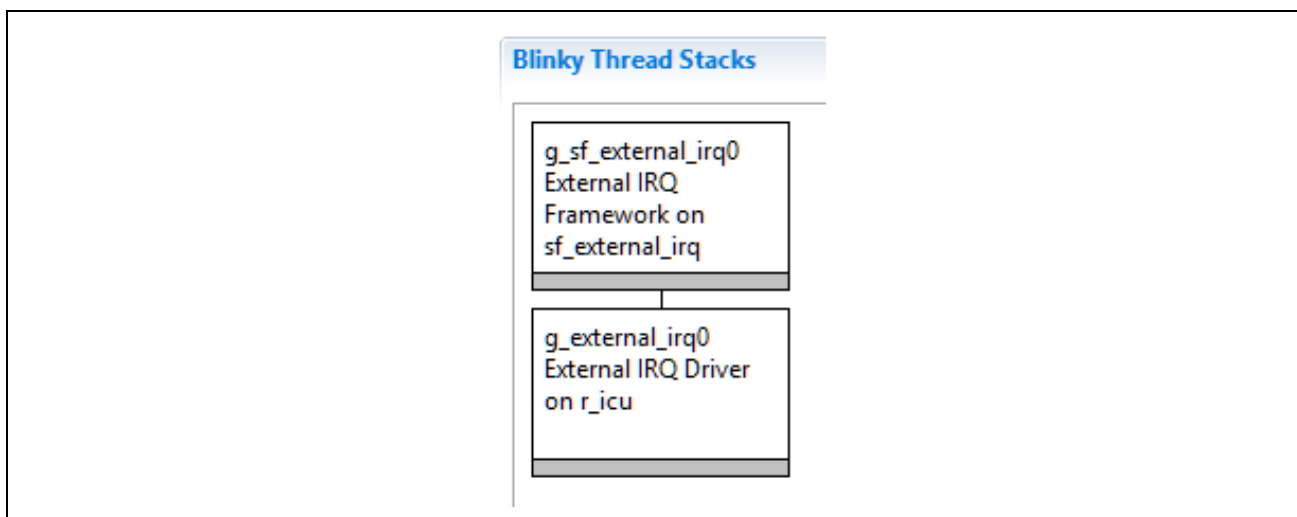 Blinky Thread Stacks
g_sf_external_irq0
External IRQ
Framework on
sf_external_irq
g_external_irq0
External IRQ Driver
on r_icu